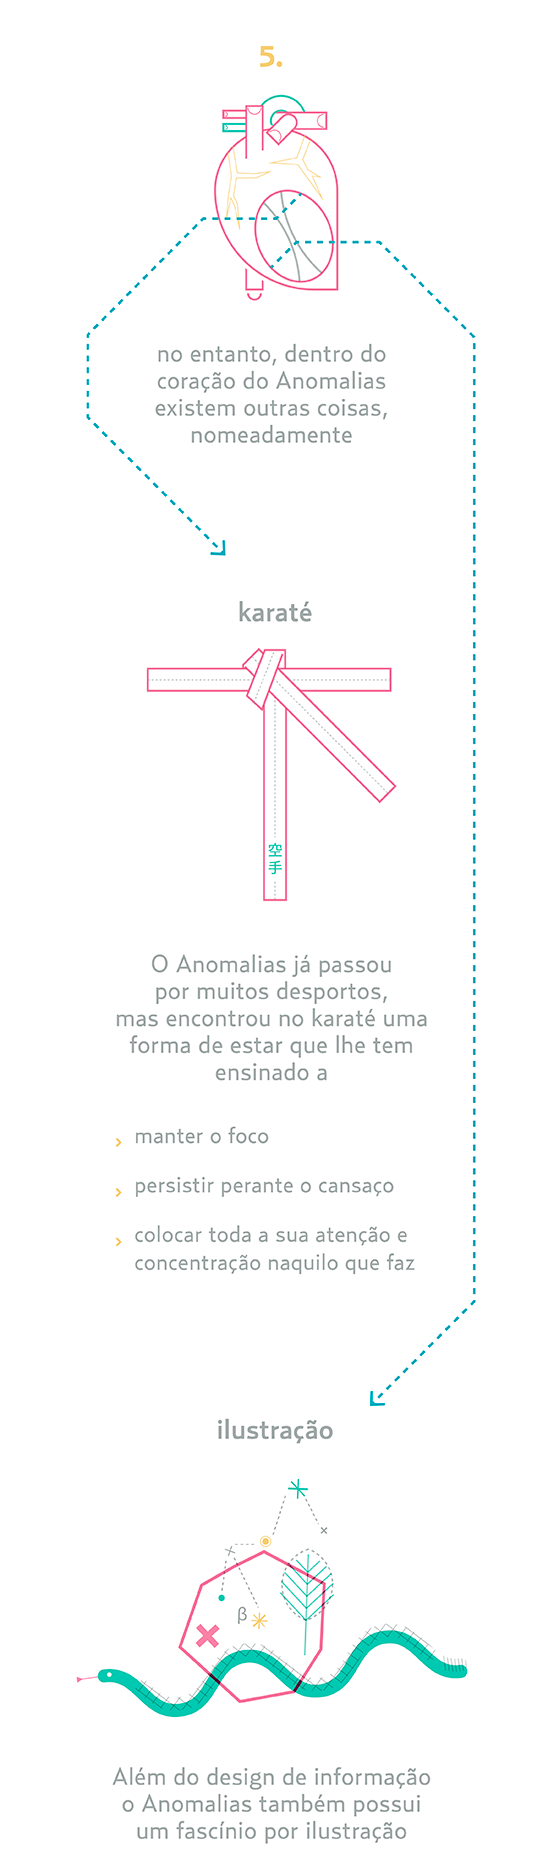 5.
no entanto, dentro do
coração do Anomalias
existem outras coisas,
nomeadamente
karaté
空
手
O Anomalias já passou
por muitos desportos,
mas encontrou no karaté uma
forma de estar que lhe tem
ensinado a
manter o foco
persistir perante o cansaço
colocar toda a sua atenção e
concentração naquilo que faz
ilustração
β
Além do design de informação
o Anomalias também possui
um fascínio por ilustração